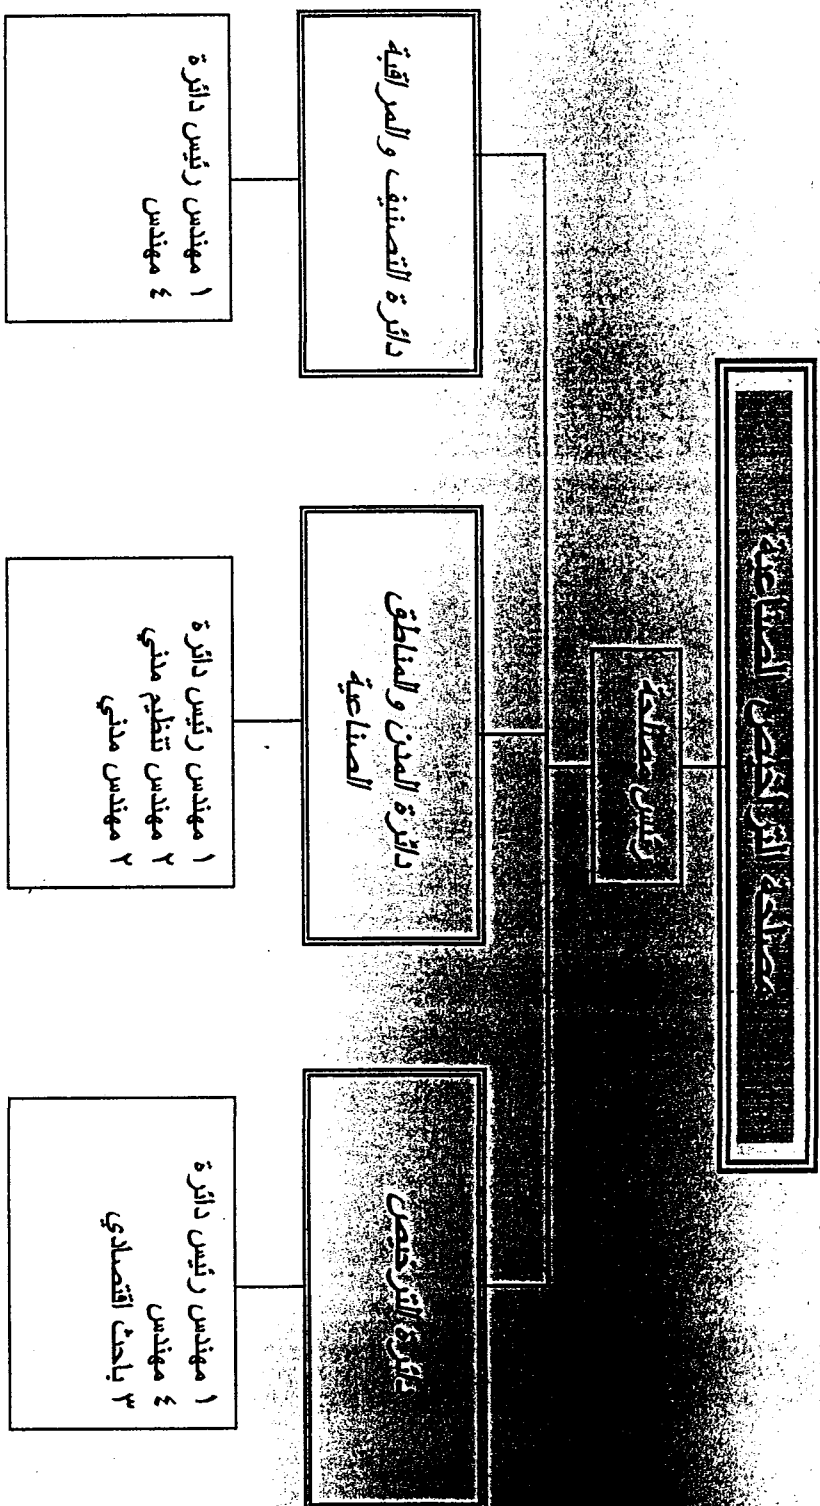 مصلحة التراخيص الصناعية
رئيس مصلحة
دائرة الترخيص
١ مهندس رئيس دائرة
٤ مهندس
٣ باحث اقتصادي
دائرة المدن والمناطق
الصناعية
١ مهندس رئيس دائرة
٢ مهندس تنظيم مدني
٢ مهندس مدني
دائرة التصنيف والمراقبة
١ مهندس رئيس دائرة
٤ مهندس